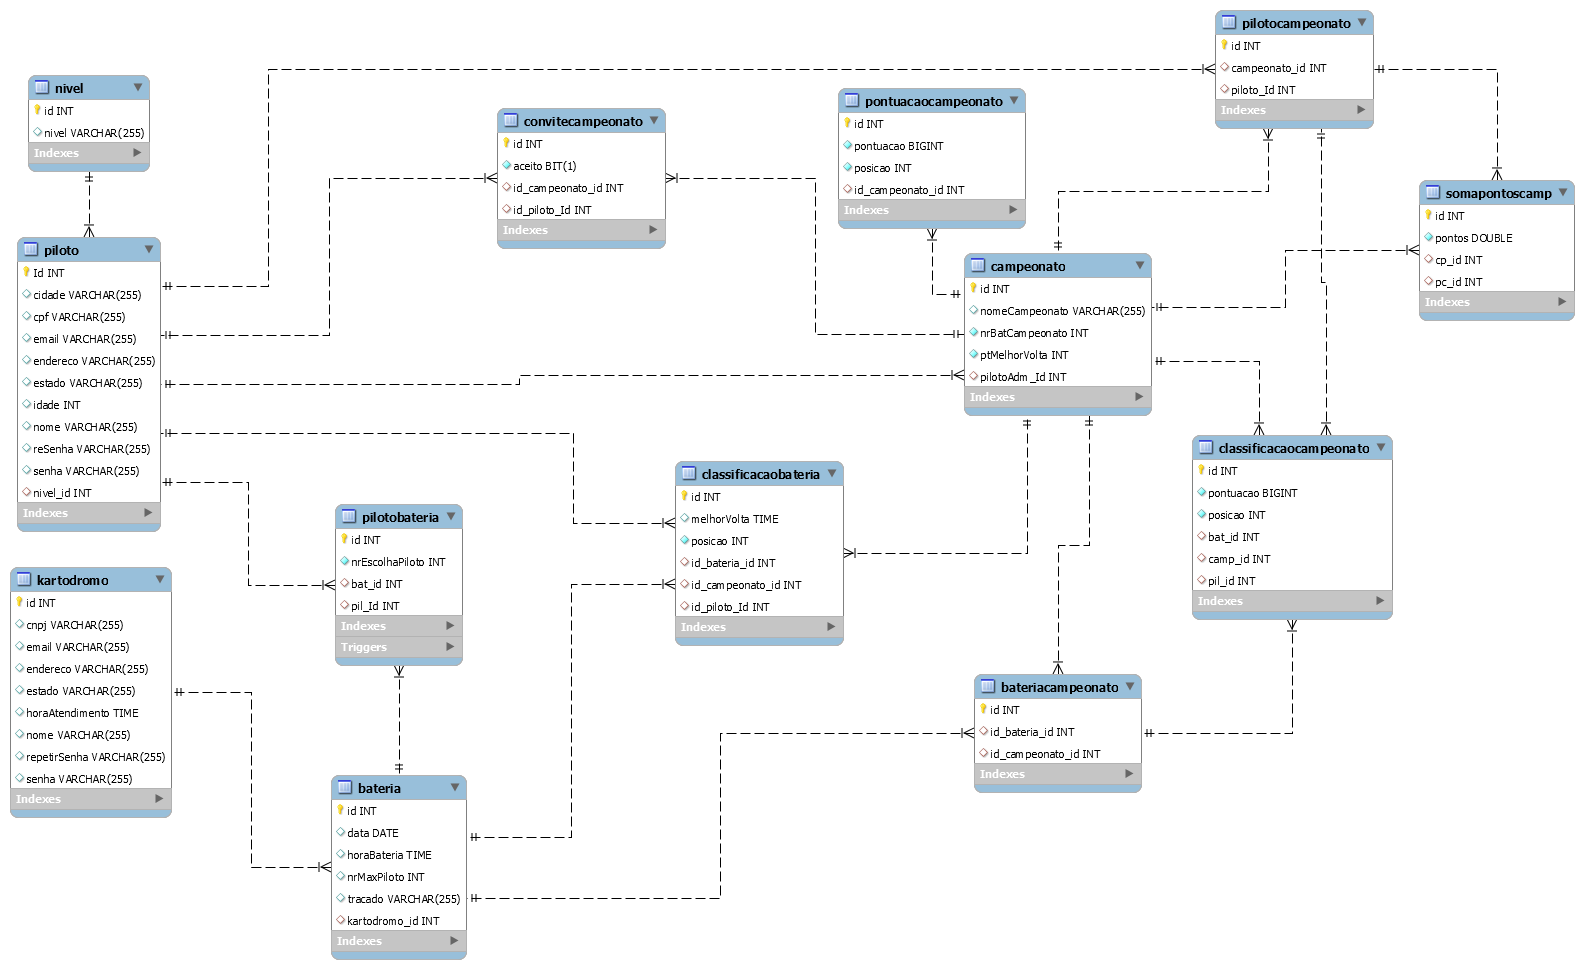 nivel
id INT
nivel VARCHAR(255)
Indexes
piloto
Id INT
cidade VARCHAR(255)
cpf VARCHAR(255)
email VARCHAR(255)
endereco VARCHAR(255)
estado VARCHAR(255)
idade INT
nome VARCHAR(255)
reSenha VARCHAR(255)
senha VARCHAR(255)
nivel_id INT
Indexes
kartodromo
id INT
cnpj VARCHAR(255)
email VARCHAR(255)
endereco VARCHAR(255)
estado VARCHAR(255)
horaAtendimento TIME
nome VARCHAR(255)
repetirSenha VARCHAR(255)
senha VARCHAR(255)
Indexes
convitecampeonato
id INT
aceito BIT(1)
id_campeonato_id INT
id_piloto_Id INT
Indexes
pilotobateria
id INT
nrEscolhaPiloto INT
bat_id INT
pil_Id INT
Indexes
Triggers
bateria
id INT
data DATE
horaBateria TIME
nrMaxPiloto INT
tracado VARCHAR(255)
kartodromo_id INT
Indexes
pontuacaocampeonato
id INT
pontuacao BIGINT
posicao INT
id_campeonato_id INT
Indexes
classificacaobateria
id INT
melhorVolta TIME
posicao INT
id_bateria_id INT
id_campeonato_id INT
id_piloto_Id INT
Indexes
campeonato
id INT
nomeCampeonato VARCHAR(255)
nrBatCampeonato INT
ptMelhorVolta INT
pilotoAdm_Id INT
Indexes
bateriacampeonato
id INT
id_bateria_id INT
id_campeonato_id INT
Indexes
pilotocampeonato
id INT
campeonato_id INT
piloto_Id INT
Indexes
somapontoscamp
id INT
pontos DOUBLE
cp_id INT
pc_id INT
Indexes
classificacaocampeonato
id INT
pontuacao BIGINT
posicao INT
bat_id INT
camp_id INT
pil_id INT
Indexes